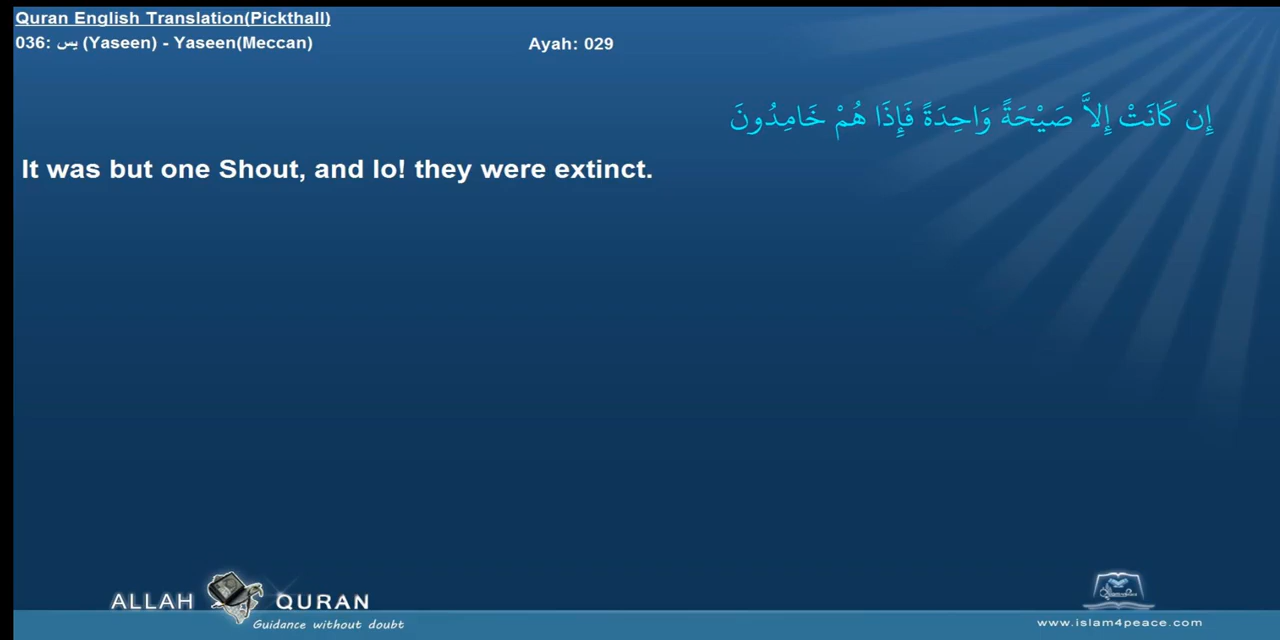 Quran English Translation(Pickthall)
036: يس (Yaseen) - Yaseen(Meccan) Ayah: 029
إِن كَانَتْ إِلاَّ صَيْحَةً وَاحِدَةً فَإِذَا هُمْ خَامِدُونَ
It was but one Shout, and lo! they were extinct.
ALLAH QURAN
Guidance without doubt
www.islam4peace.com